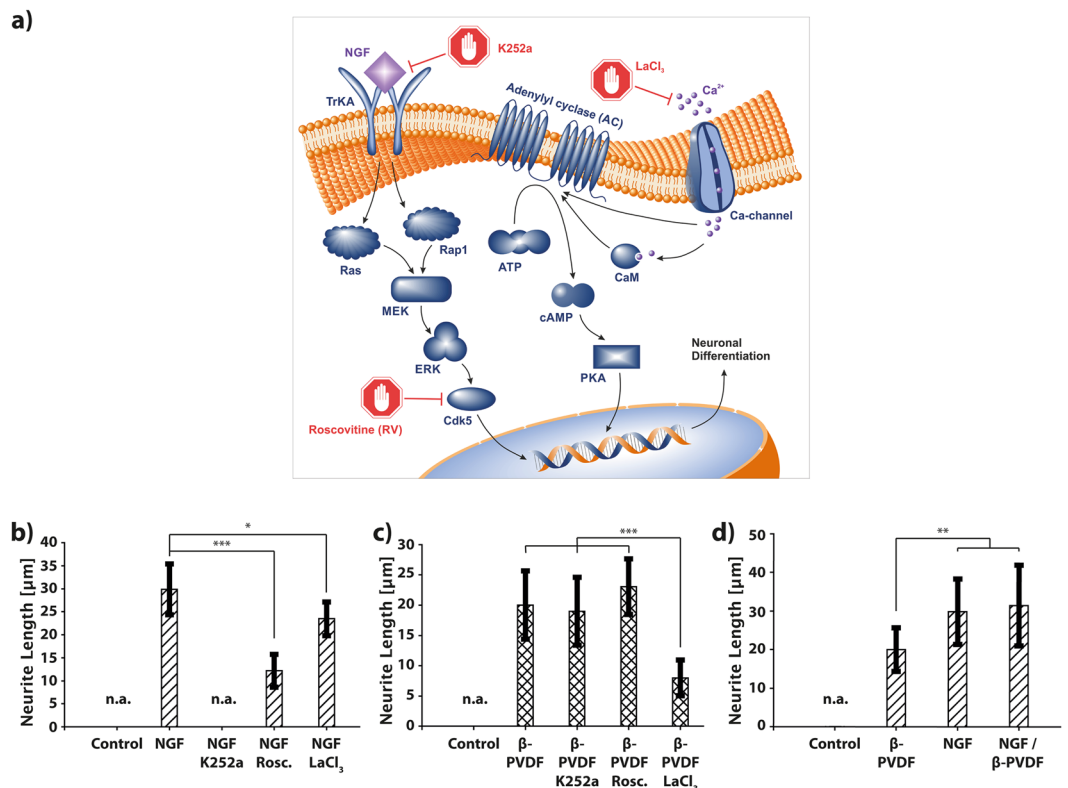 a)
NGF
K252a
TrKA
Adenylyl cyclase (AC)
LaCl₃
Ca²⁺
Ca-channel
Ras
Rap1
ATP
CaM
MEK
cAMP
ERK
PKA
Neuronal
Differentiation
Cdk5
Roscovitine (RV)
b)
Neurite Length [µm]
45
40
35
30
25
20
15
10
5
0
*
***
n.a.
n.a.
Control
NGF
NGF
K252a
NGF
Rosc.
NGF
LaCl₃
c)
Neurite Length [µm]
30
25
20
15
10
5
0
***
n.a.
Control
β-
PVDF
β-
PVDF
K252a
β-
PVDF
Rosc.
β-
PVDF
LaCl₃
d)
Neurite Length [µm]
50
40
30
20
10
0
**
n.a.
Control
β-
PVDF
NGF
NGF /
β-PVDF